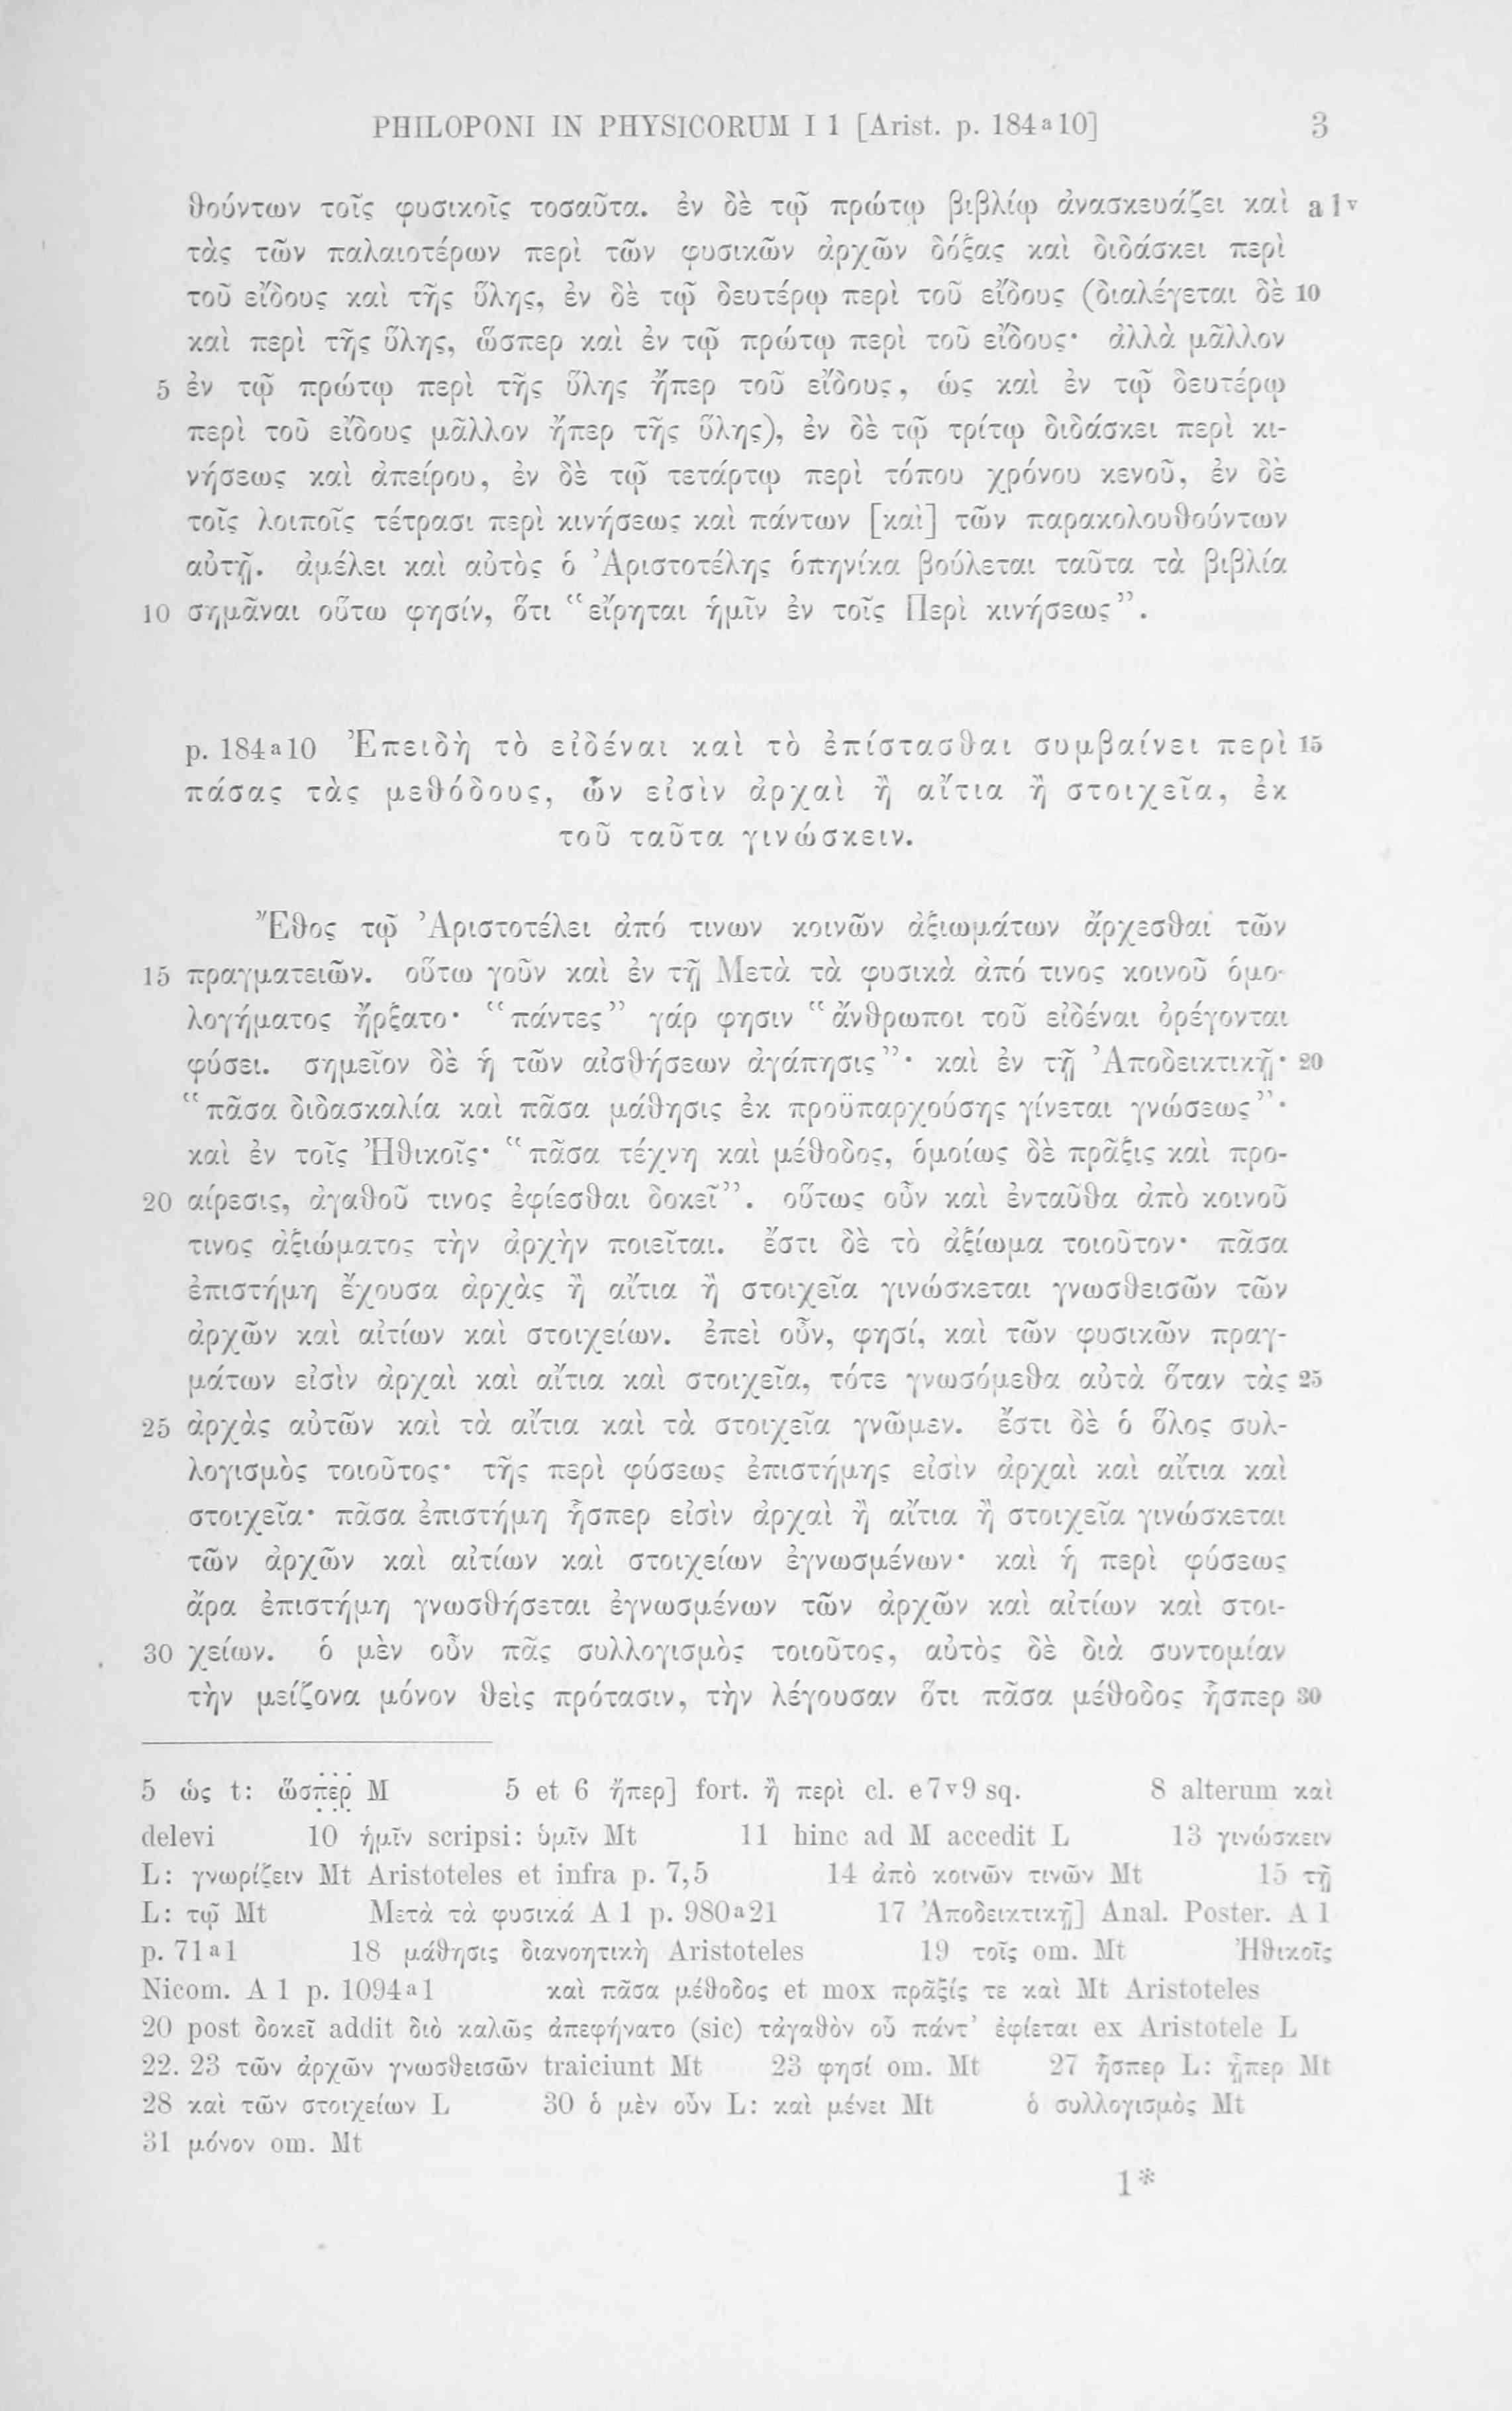 PHILOPONI IN PHYSICORUM I 1 [Arist. p. 184a10] 3
θούντων τοῖς φυσικοῖς τοσαῦτα. ἐν δὲ τῷ πρώτῳ βιβλίῳ ἀνασκευάζει καὶ a 1v
τὰς τῶν παλαιοτέρων περὶ τῶν φυσικῶν ἀρχῶν δόξας καὶ διδάσκει περὶ
τοῦ εἴδους καὶ τῆς ὕλης, ἐν δὲ τῷ δευτέρῳ περὶ τοῦ εἴδους (διαλέγεται δὲ 10
καὶ περὶ τῆς ὕλης, ὥσπερ καὶ ἐν τῷ πρώτῳ περὶ τοῦ εἴδους· ἀλλὰ μᾶλλον
5 ἐν τῷ πρώτῳ περὶ τῆς ὕλης ἤπερ τοῦ εἴδους, ὡς καὶ ἐν τῷ δευτέρῳ
περὶ τοῦ εἴδους μᾶλλον ἤπερ τῆς ὕλης), ἐν δὲ τῷ τρίτῳ διδάσκει περὶ κι-
νήσεως καὶ ἀπείρου, ἐν δὲ τῷ τετάρτῳ περὶ τόπου χρόνου κενοῦ, ἐν δὲ
τοῖς λοιποῖς τέτρασι περὶ κινήσεως καὶ πάντων [καὶ] τῶν παρακολουθούντων
αὐτῇ. ἀμέλει καὶ αὐτὸς ὁ Ἀριστοτέλης ὁπηνίκα βούλεται ταῦτα τὰ βιβλία
10 σημᾶναι οὕτω φησίν, ὅτι “εἴρηται ἡμῖν ἐν τοῖς Περὶ κινήσεως”.
p. 184a10 Ἐπειδὴ τὸ εἰδέναι καὶ τὸ ἐπίστασθαι συμβαίνει περὶ 15
πάσας τὰς μεθόδους, ὧν εἰσὶν ἀρχαὶ ἢ αἴτια ἢ στοιχεῖα, ἐκ
τοῦ ταῦτα γινώσκειν.
Ἔθος τῷ Ἀριστοτέλει ἀπό τινων κοινῶν ἀξιωμάτων ἄρχεσθαι τῶν
15 πραγματειῶν. οὕτω γοῦν καὶ ἐν τῇ Μετὰ τὰ φυσικὰ ἀπό τινος κοινοῦ ὁμο-
λογήματος ἤρξατο· “πάντες” γάρ φησιν “ἄνθρωποι τοῦ εἰδέναι ὀρέγονται
φύσει. σημεῖον δὲ ἡ τῶν αἰσθήσεων ἀγάπησις”· καὶ ἐν τῇ Ἀποδεικτικῇ· 20
“πᾶσα διδασκαλία καὶ πᾶσα μάθησις ἐκ προϋπαρχούσης γίνεται γνώσεως”·
καὶ ἐν τοῖς Ἠθικοῖς· “πᾶσα τέχνη καὶ μέθοδος, ὁμοίως δὲ πρᾶξις καὶ προ-
20 αίρεσις, ἀγαθοῦ τινος ἐφίεσθαι δοκεῖ”. οὕτως οὖν καὶ ἐνταῦθα ἀπὸ κοινοῦ
τινος ἀξιώματος τὴν ἀρχὴν ποιεῖται. ἔστι δὲ τὸ ἀξίωμα τοιοῦτον· πᾶσα
ἐπιστήμη ἔχουσα ἀρχὰς ἢ αἴτια ἢ στοιχεῖα γινώσκεται γνωσθεισῶν τῶν
ἀρχῶν καὶ αἰτίων καὶ στοιχείων. ἐπεὶ οὖν, φησί, καὶ τῶν φυσικῶν πραγ-
μάτων εἰσὶν ἀρχαὶ καὶ αἴτια καὶ στοιχεῖα, τότε γνωσόμεθα αὐτὰ ὅταν τὰς 25
25 ἀρχὰς αὐτῶν καὶ τὰ αἴτια καὶ τὰ στοιχεῖα γνῶμεν. ἔστι δὲ ὁ ὅλος συλ-
λογισμὸς τοιοῦτος· τῆς περὶ φύσεως ἐπιστήμης εἰσὶν ἀρχαὶ καὶ αἴτια καὶ
στοιχεῖα· πᾶσα ἐπιστήμη ἧσπερ εἰσὶν ἀρχαὶ ἢ αἴτια ἢ στοιχεῖα γινώσκεται
τῶν ἀρχῶν καὶ αἰτίων καὶ στοιχείων ἐγνωσμένων· καὶ ἡ περὶ φύσεως
ἄρα ἐπιστήμη γνωσθήσεται ἐγνωσμένων τῶν ἀρχῶν καὶ αἰτίων καὶ στοι-
30 χείων. ὁ μὲν οὖν πᾶς συλλογισμὸς τοιοῦτος, αὐτὸς δὲ διὰ συντομίαν
τὴν μείζονα μόνον θεὶς πρότασιν, τὴν λέγουσαν ὅτι πᾶσα μέθοδος ἧσπερ 30
5 ὡς t: ὥσπερ M 5 et 6 ἤπερ] fort. ἢ περὶ cl. e7v9 sq. 8 alterum καὶ
delevi 10 ἡμῖν scripsi: ὑμῖν Mt 11 hinc ad M accedit L 13 γινώσκειν
L: γνωρίζειν Mt Aristoteles et infra p. 7,5 14 ἀπὸ κοινῶν τινῶν Mt 15 τῇ
L: τῷ Mt Μετὰ τὰ φυσικά A 1 p. 980a21 17 Ἀποδεικτικῇ] Anal. Poster. A 1
p. 71a1 18 μάθησις διανοητικὴ Aristoteles 19 τοῖς om. Mt Ἠθικοῖς
Nicom. A 1 p. 1094a1 καὶ πᾶσα μέθοδος et mox πρᾶξίς τε καὶ Mt Aristoteles
20 post δοκεῖ addit διὸ καλῶς ἀπεφήνατο (sic) τἀγαθὸν οὗ πάντ’ ἐφίεται ex Aristotele L
22. 23 τῶν ἀρχῶν γνωσθεισῶν traiciunt Mt 23 φησί om. Mt 27 ἧσπερ L: ᾗπερ Mt
28 καὶ τῶν στοιχείων L 30 ὁ μὲν οὖν L: καὶ μένει Mt ὁ συλλογισμὸς Mt
31 μόνον om. Mt
1*